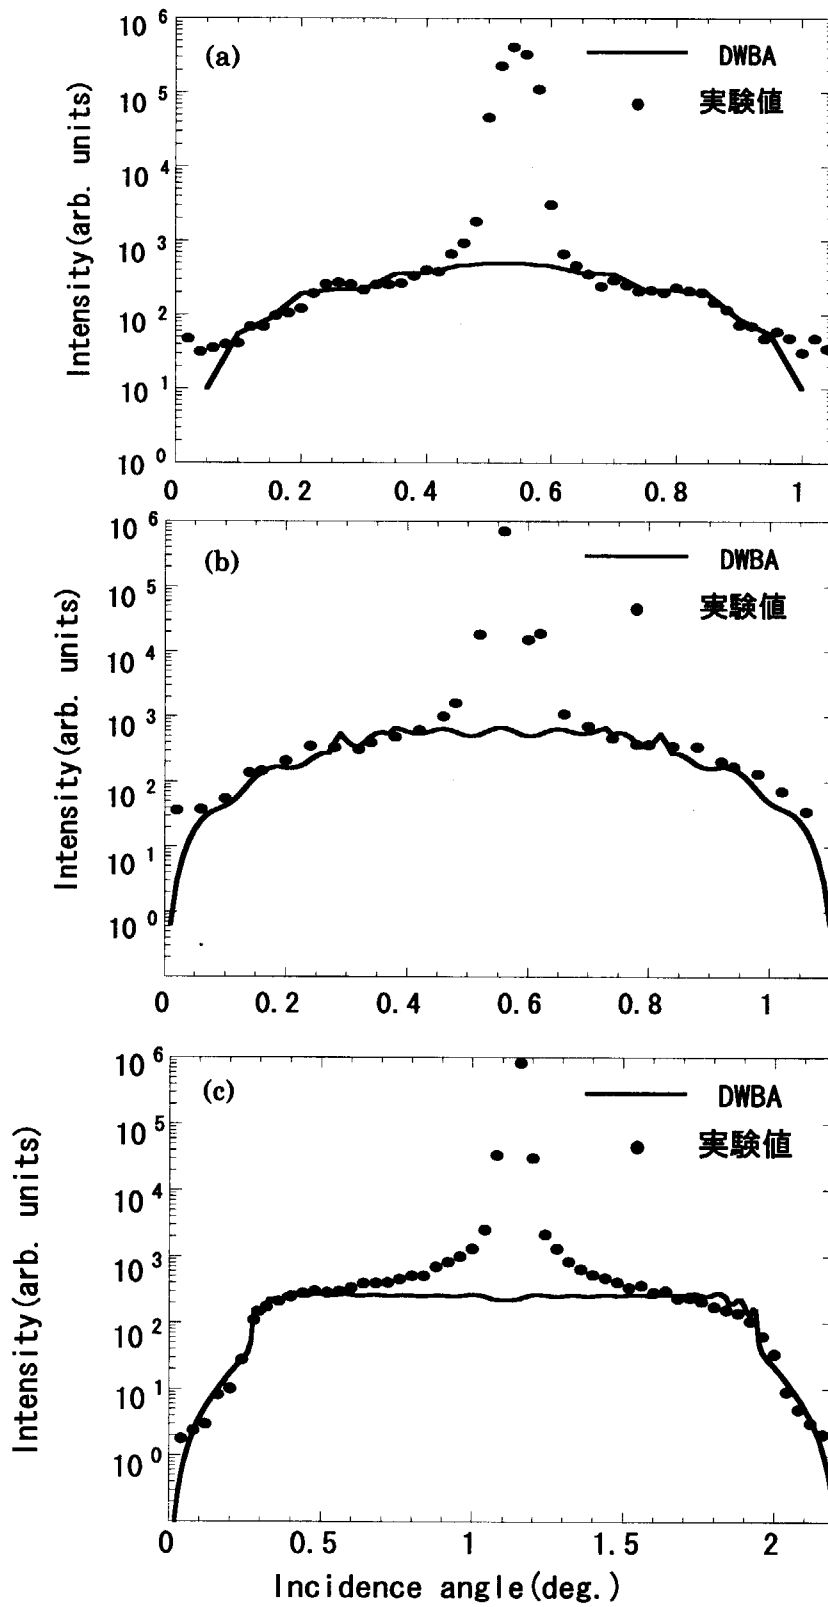 (a)
DWBA
実験値
Intensity(arb. units)
10⁶
10⁵
10⁴
10³
10²
10¹
10⁰
0 0.2 0.4 0.6 0.8 1
(b)
DWBA
実験値
Intensity(arb. units)
10⁶
10⁵
10⁴
10³
10²
10¹
10⁰
0 0.2 0.4 0.6 0.8 1
(c)
DWBA
実験値
Intensity(arb. units)
10⁶
10⁵
10⁴
10³
10²
10¹
10⁰
0 0.5 1 1.5 2
Incidence angle(deg.)